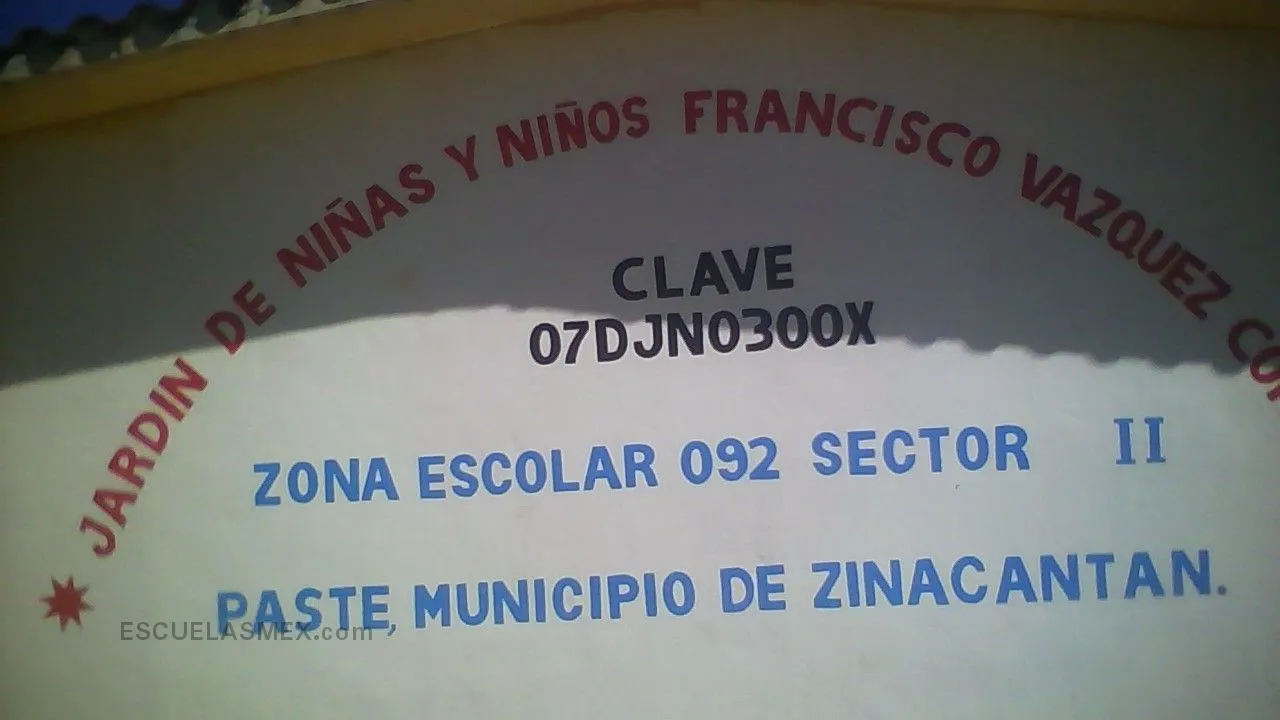 JARDIN DE NIÑAS Y NIÑOS FRANCISCO VAZQUEZ
CLAVE
07DJN0300X
ZONA ESCOLAR 092 SECTOR II
PASTE, MUNICIPIO DE ZINACANTAN.
ESCUELASMEX.com